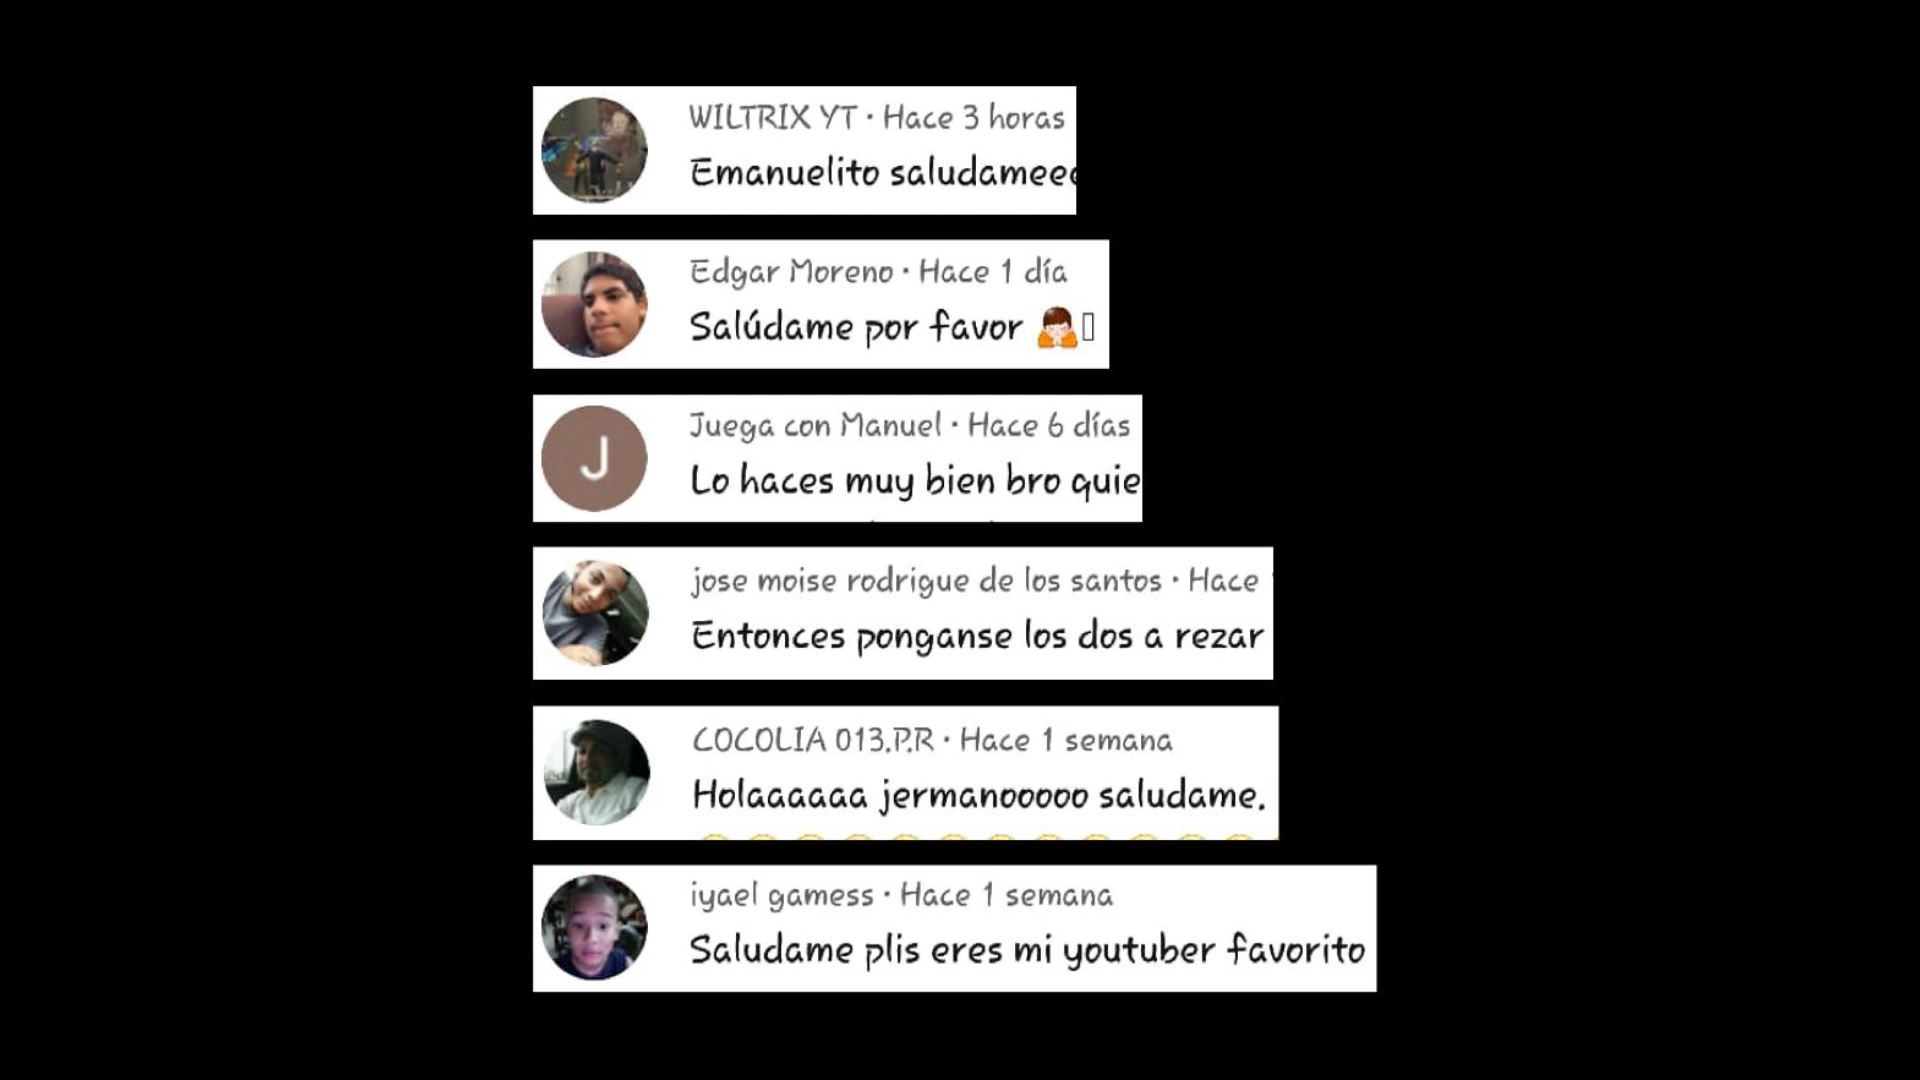 WILTRIX YT · Hace 3 horas
Emanuelito saludamee
Edgar Moreno · Hace 1 día
Salúdame por favor 🙇
J
Juega con Manuel · Hace 6 días
Lo haces muy bien bro quie
jose moise rodrigue de los santos · Hace
Entonces ponganse los dos a rezar
COCOLIA 013.P.R · Hace 1 semana
Holaaaaaa jermanooooo saludame.
iyael gamess · Hace 1 semana
Saludame plis eres mi youtuber favorito